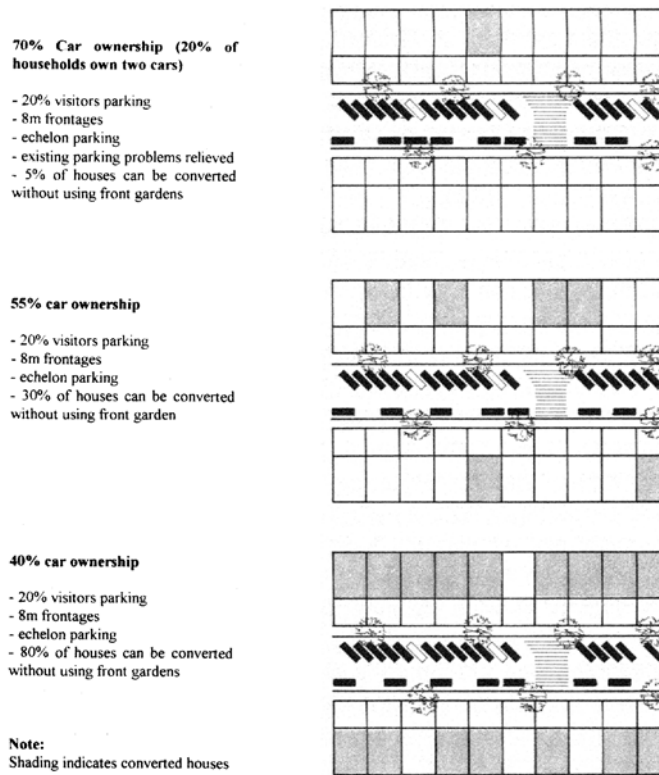 70% Car ownership (20% of
households own two cars)
- 20% visitors parking
- 8m frontages
- echelon parking
- existing parking problems relieved
- 5% of houses can be converted
without using front gardens
55% car ownership
- 20% visitors parking
- 8m frontages
- echelon parking
- 30% of houses can be converted
without using front garden
40% car ownership
- 20% visitors parking
- 8m frontages
- echelon parking
- 80% of houses can be converted
without using front gardens
Note:
Shading indicates converted houses